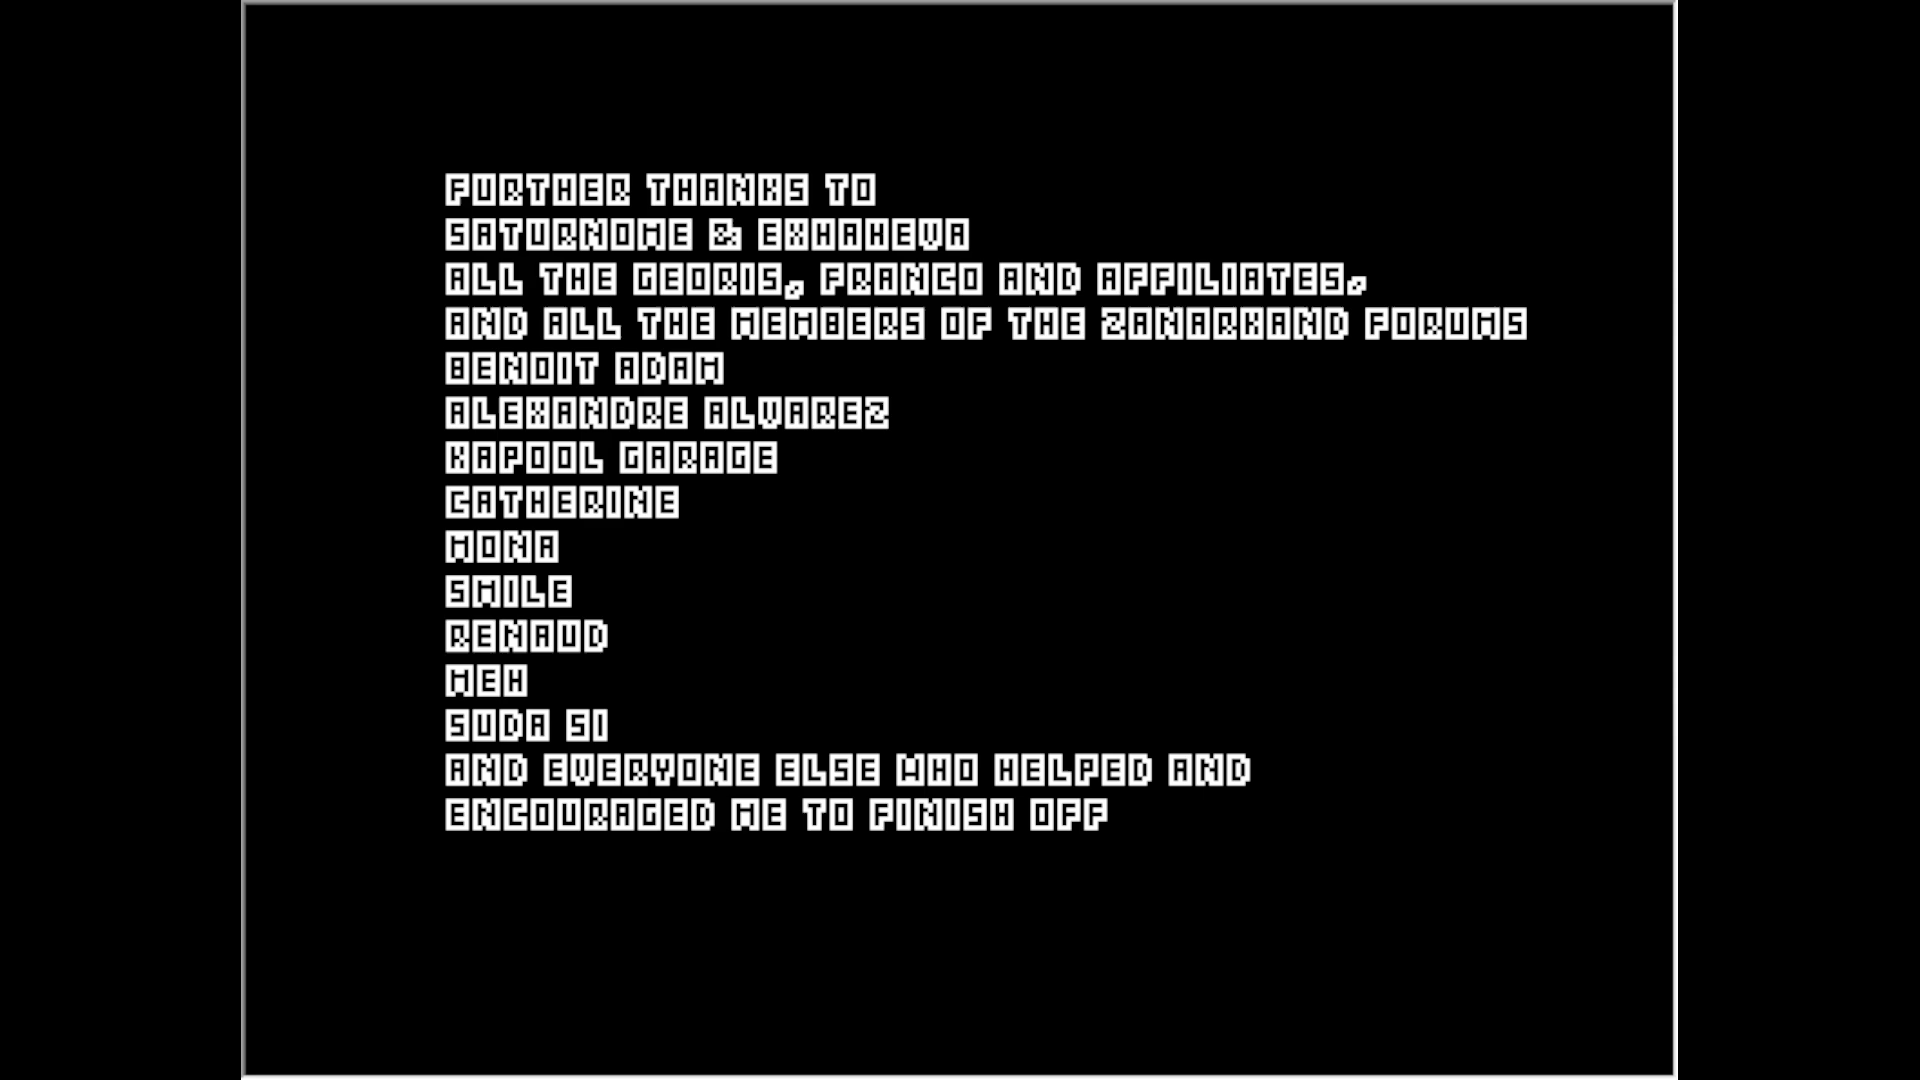 FURTHER THANKS TO
SATURNOME & EXHAHEVA
ALL THE GEORIS, FRANCO AND AFFILIATES,
AND ALL THE MEMBERS OF THE ZANARKAND FORUMS
BENOIT ADAM
ALEXANDRE ALVAREZ
KAPOOL GARAGE
CATHERINE
MONA
SMILE
RENAUD
MEH
SUDA 51
AND EVERYONE ELSE WHO HELPED AND
ENCOURAGED ME TO FINISH OFF